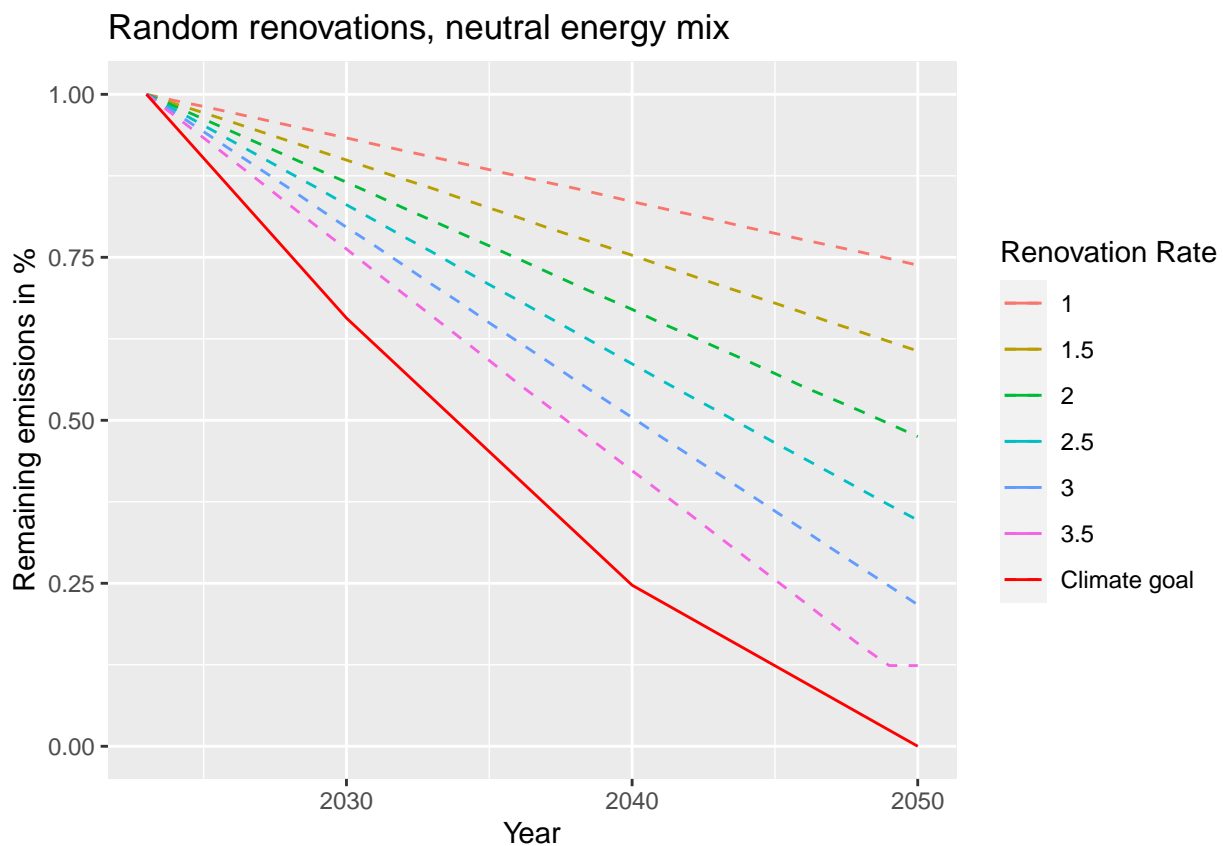 Random renovations, neutral energy mix
Remaining emissions in %
1.00
0.75
0.50
0.25
0.00
2030
2040
2050
Year
Renovation Rate
1
1.5
2
2.5
3
3.5
Climate goal